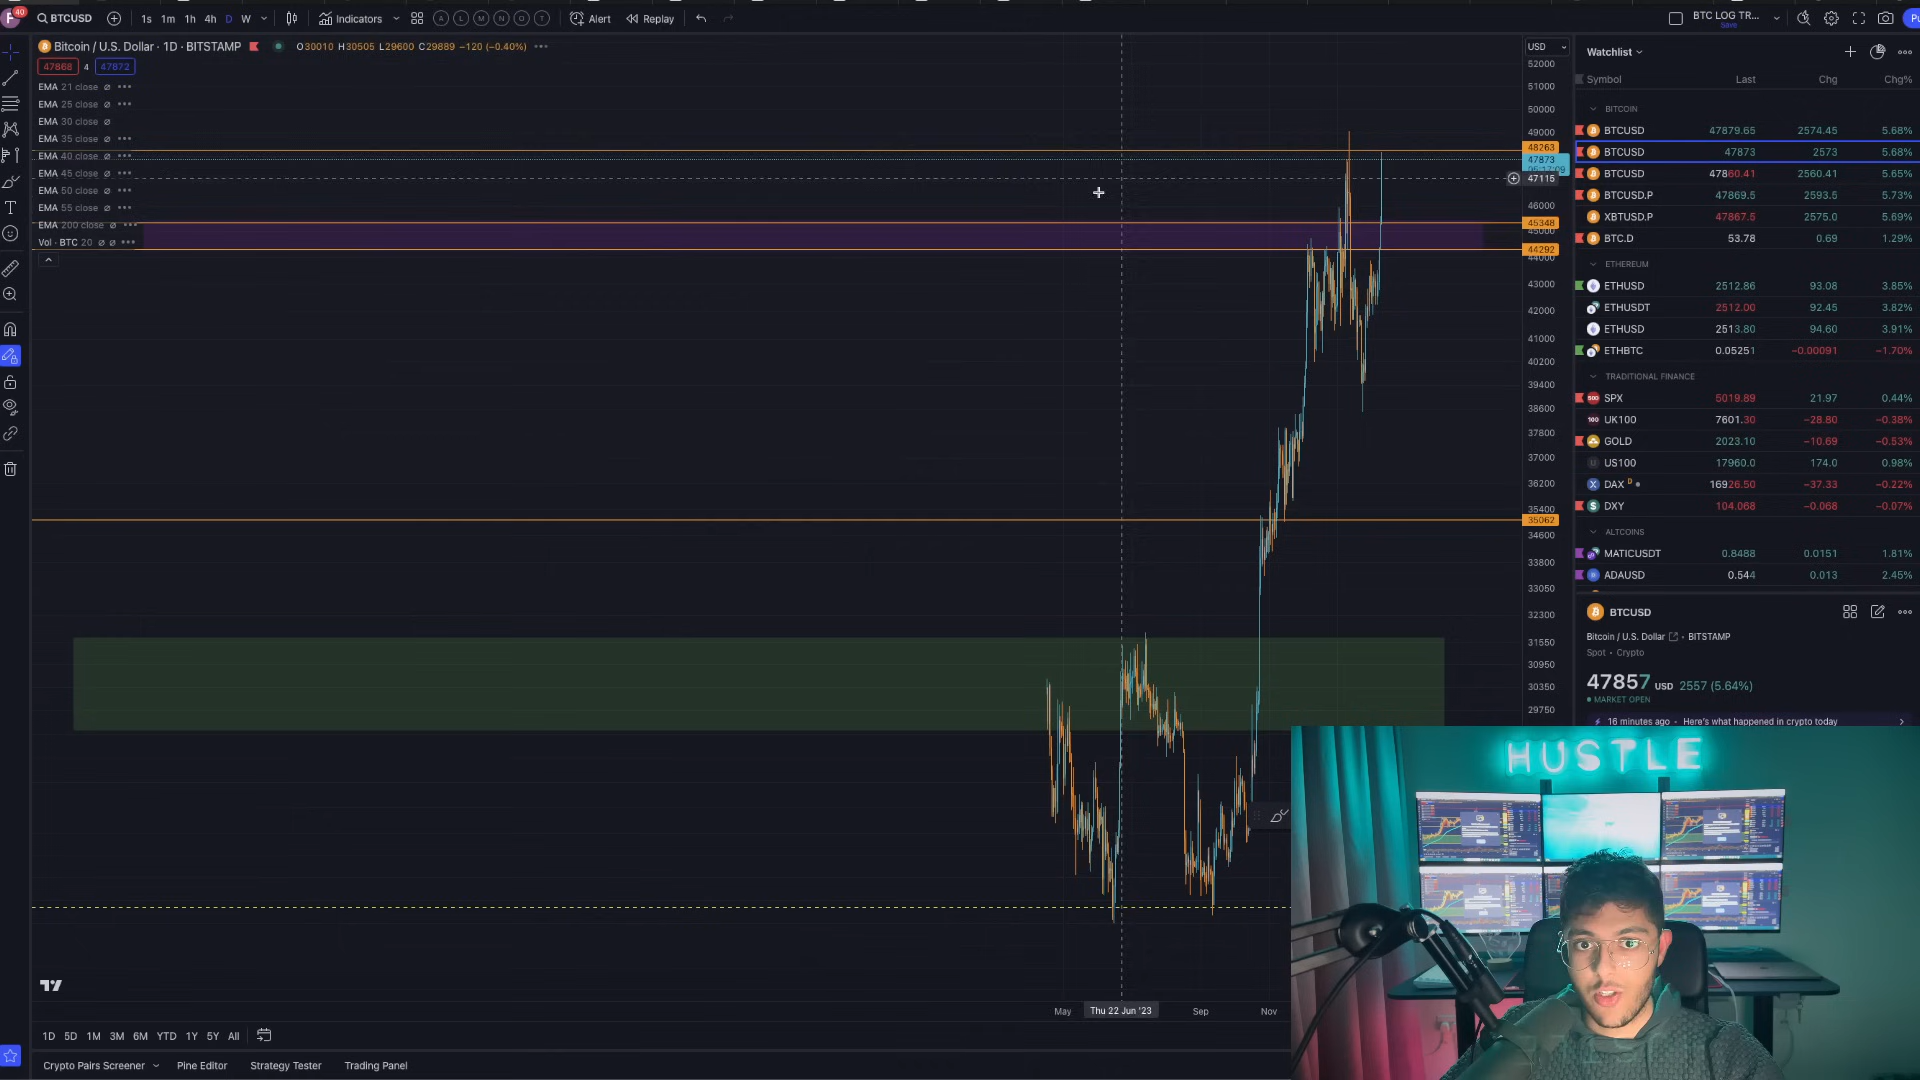 40
BTCUSD
1s 1m 1h 4h D W
Indicators
A L M N O T
Alert
Replay
BTC LOG TR...
Save
Bitcoin / U.S. Dollar · 1D · BITSTAMP
O30010 H30505 L29600 C29889 −120 (−0.40%)
47868 4 47872
EMA 21 close
EMA 25 close
EMA 30 close
EMA 35 close
EMA 40 close
EMA 45 close
EMA 50 close
EMA 55 close
EMA 200 close
Vol · BTC 20
USD
52000
51000
50000
49000
48263
47873
47115
46000
45348
45000
44292
44000
43000
42000
41000
40200
39400
38600
37800
37000
36200
35400
35062
34600
33800
33050
32300
31550
30950
30350
29750
May
Thu 22 Jun '23
Sep
Nov
1D 5D 1M 3M 6M YTD 1Y 5Y All
Crypto Pairs Screener
Pine Editor
Strategy Tester
Trading Panel
Watchlist
Symbol Last Chg Chg%
BITCOIN
BTCUSD 47879.65 2574.45 5.68%
BTCUSD 47873 2573 5.68%
BTCUSD 47860.41 2560.41 5.65%
BTCUSD.P 47869.5 2593.5 5.73%
XBTUSD.P 47867.5 2575.0 5.69%
BTC.D 53.78 0.69 1.29%
ETHEREUM
ETHUSD 2512.86 93.08 3.85%
ETHUSDT 2512.00 92.45 3.82%
ETHUSD 2513.80 94.60 3.91%
ETHBTC 0.05251 −0.00091 −1.70%
TRADITIONAL FINANCE
SPX 5019.89 21.97 0.44%
UK100 7601.30 −28.80 −0.38%
GOLD 2023.10 −10.69 −0.53%
US100 17960.0 174.0 0.98%
DAX D 16926.50 −37.33 −0.22%
DXY 104.068 −0.068 −0.07%
ALTCOINS
MATICUSDT 0.8488 0.0151 1.81%
ADAUSD 0.544 0.013 2.45%
BTCUSD
Bitcoin / U.S. Dollar · BITSTAMP
Spot · Crypto
47857 USD 2557 (5.64%)
MARKET OPEN
16 minutes ago · Here's what happened in crypto today
HUSTLE